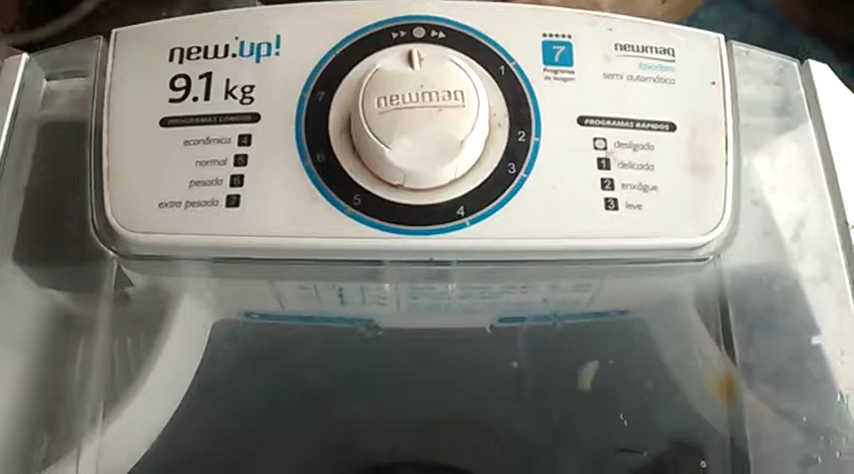 new.up!
9.1 kg
PROGRAMAS LONGOS
econômica 4
normal 5
pesada 6
extra pesada 7
1
2
3
4
5
6
7
newmaq
7
Programas
de lavagem
newmaq
lavadora
semi automática
PROGRAMAS RÁPIDOS
desligado
1 delicada
2 enxágue
3 leve